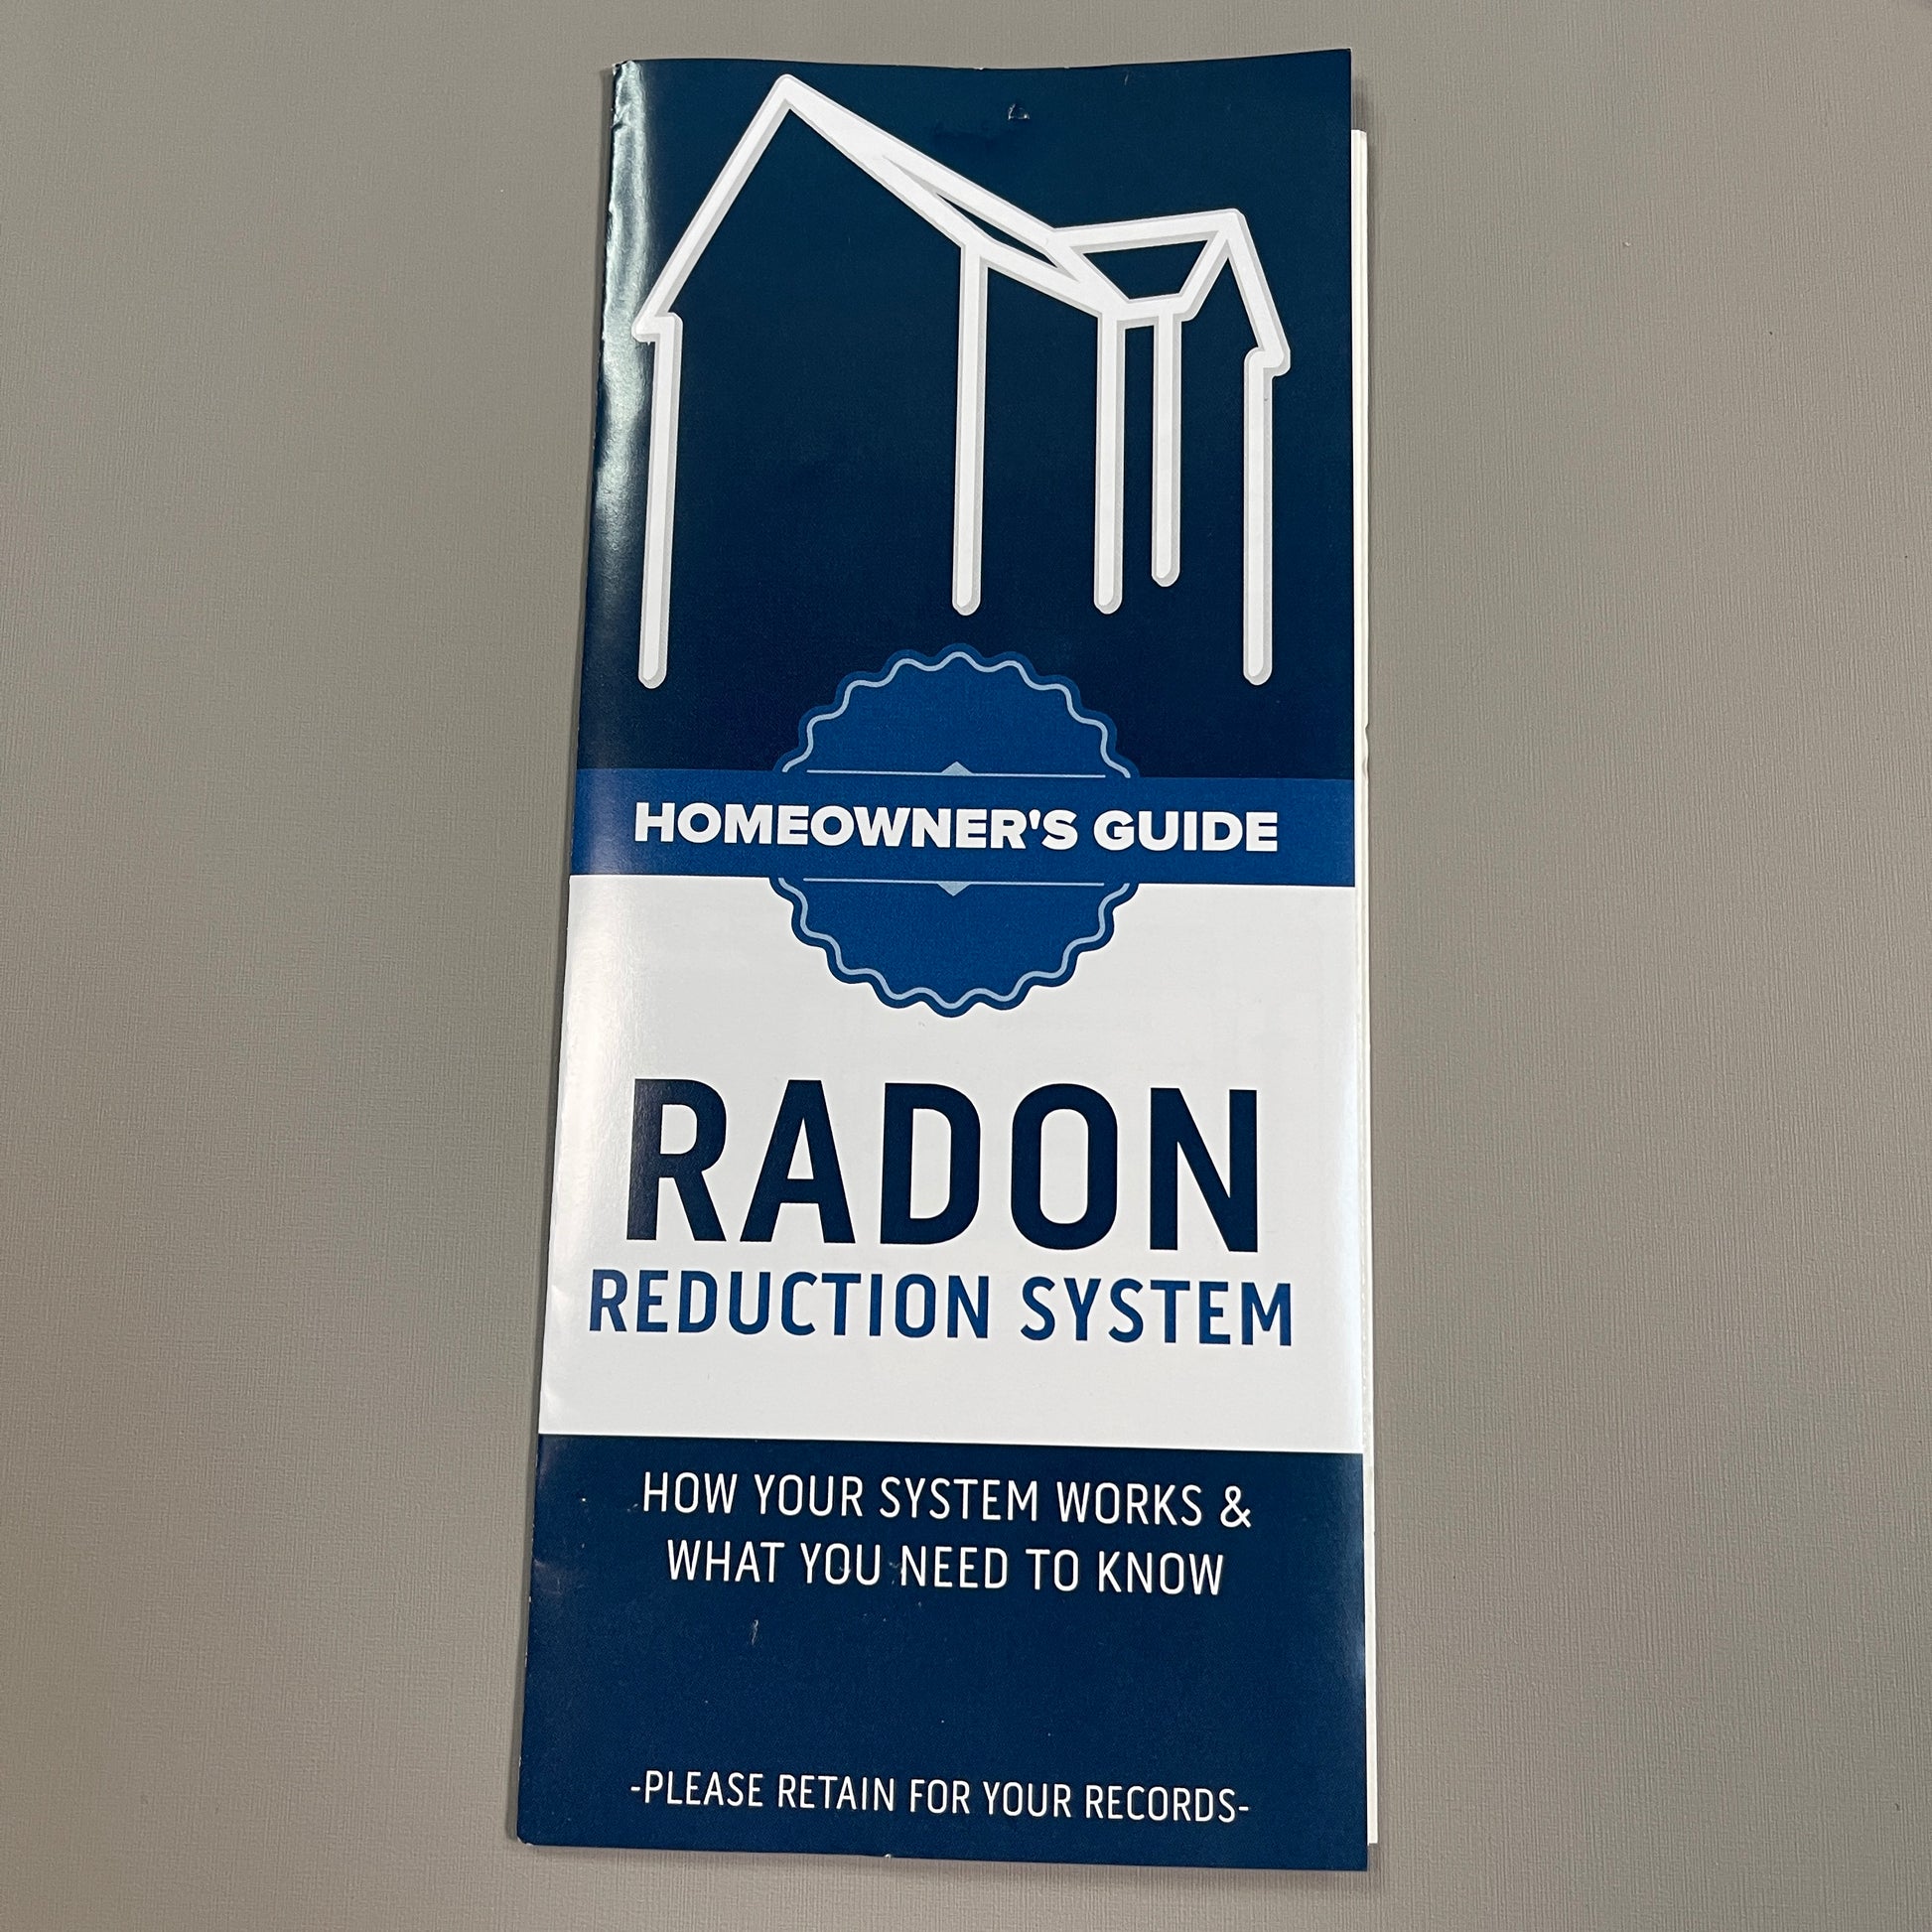 HOMEOWNER'S GUIDE
RADON
REDUCTION SYSTEM
HOW YOUR SYSTEM WORKS &
WHAT YOU NEED TO KNOW
-PLEASE RETAIN FOR YOUR RECORDS-